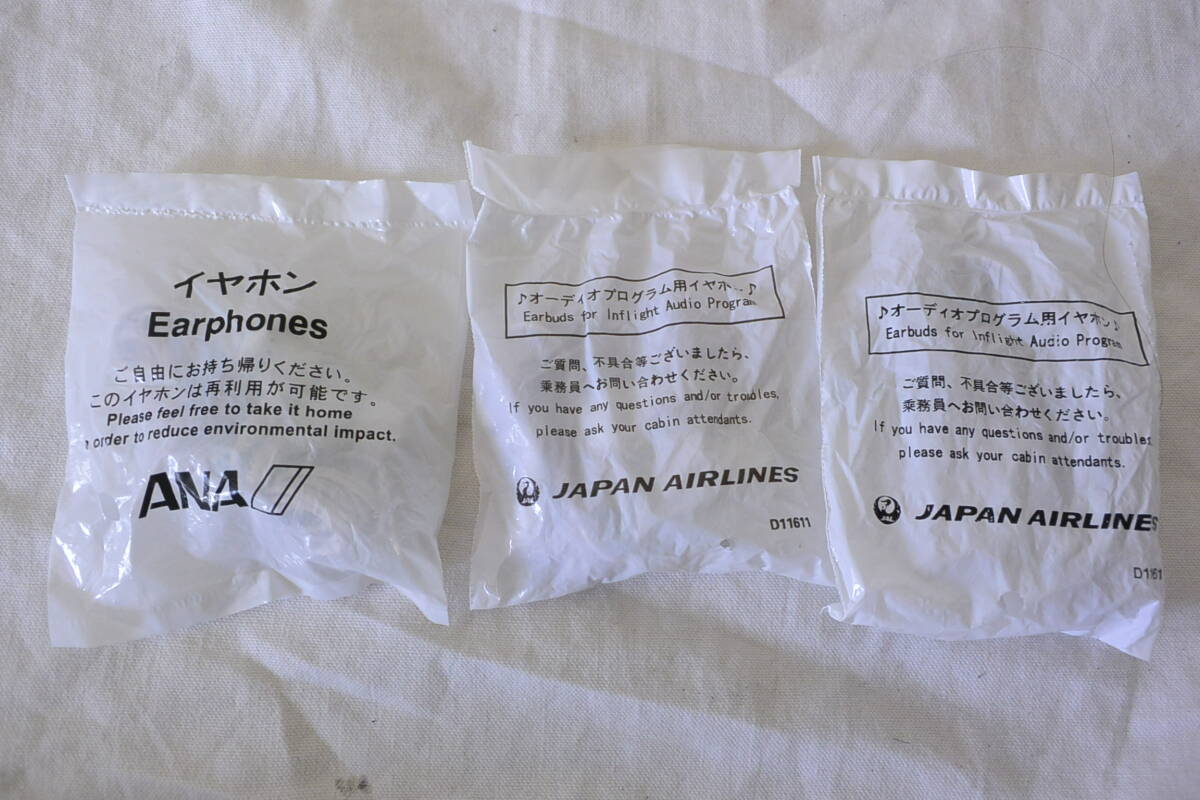 イヤホン
Earphones
ご自由にお持ち帰りください。
このイヤホンは再利用が可能です。
Please feel free to take it home
order to reduce environmental impact.
ANA
♪オーディオプログラム用イヤホ
Earbuds for Inflight Audio Program
ご質問、不具合等ございましたら、
乗務員へお問い合わせください。
If you have any questions and/or troubles,
please ask your cabin attendants.
JAPAN AIRLINES
D11611
♪オーディオプログラム用イヤホン♪
Earbuds for Inflight Audio Program
ご質問、不具合等ございましたら、
乗務員へお問い合わせください。
If you have any questions and/or troubles
please ask your cabin attendants.
JAPAN AIRLINES
D1161